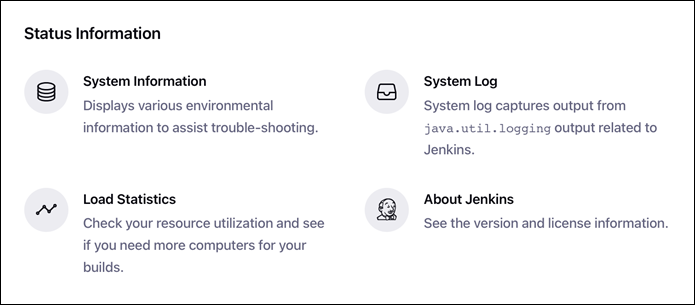 Status Information
System Information
Displays various environmental
information to assist trouble-shooting.
System Log
System log captures output from
java.util.logging output related to
Jenkins.
Load Statistics
Check your resource utilization and see
if you need more computers for your
builds.
About Jenkins
See the version and license information.